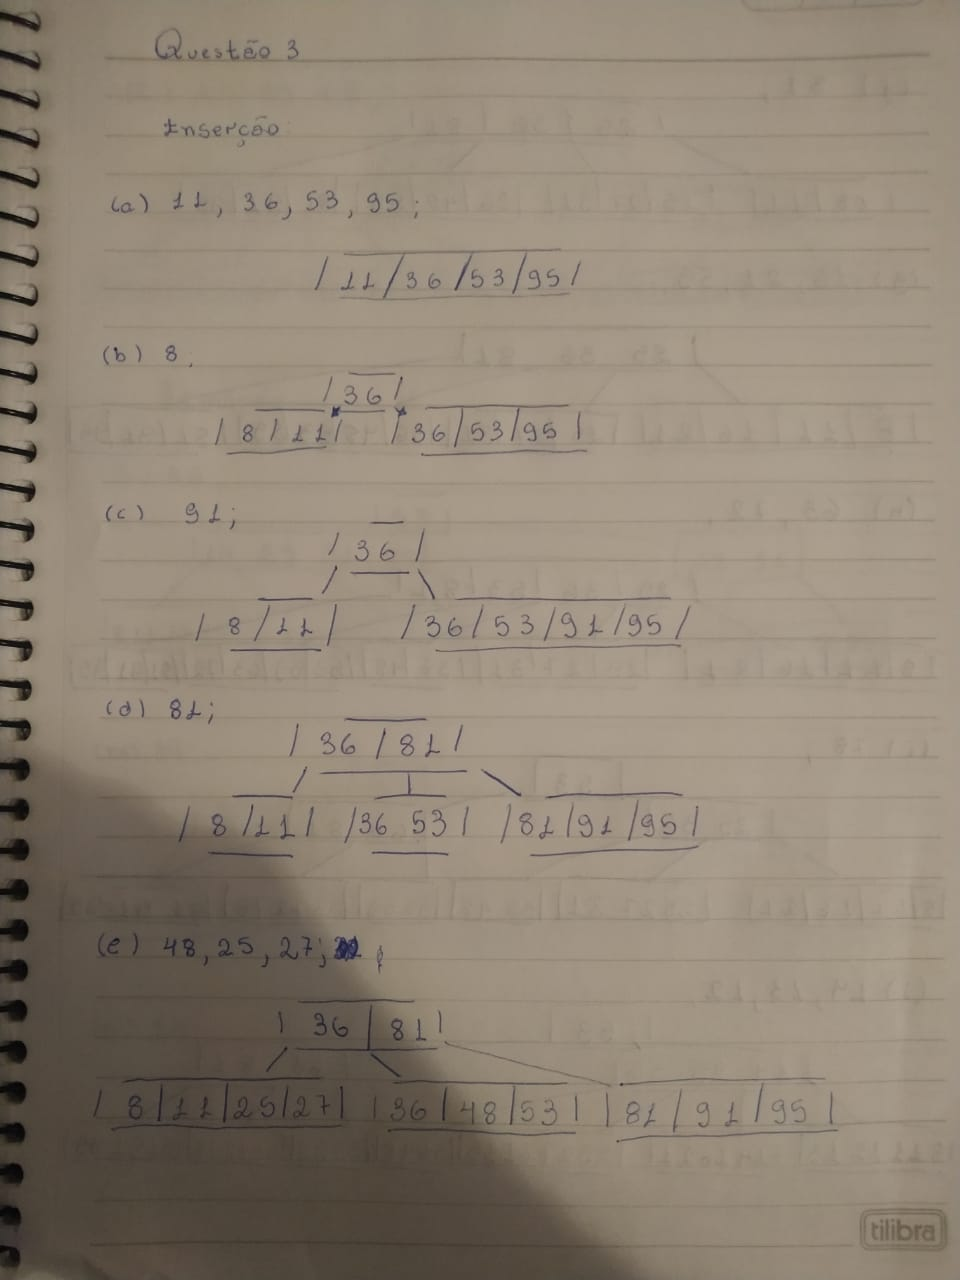 Questão 3
Inserção
(a) 11, 36, 53, 95;
| 11 / 36 / 53 / 95 |
(b) 8;
| 36 |
| 8 | 11 | | 36 | 53 | 95 |
(c) 91;
| 36 |
| 8 / 11 | | 36 / 53 / 91 / 95 |
(d) 81;
| 36 | 81 |
| 8 / 11 | | 36 53 | | 81 | 91 | 95 |
(e) 48, 25, 27;
| 36 | 81 |
| 8 | 11 | 25 | 27 | | 36 | 48 | 53 | | 81 / 91 / 95 |
tilibra